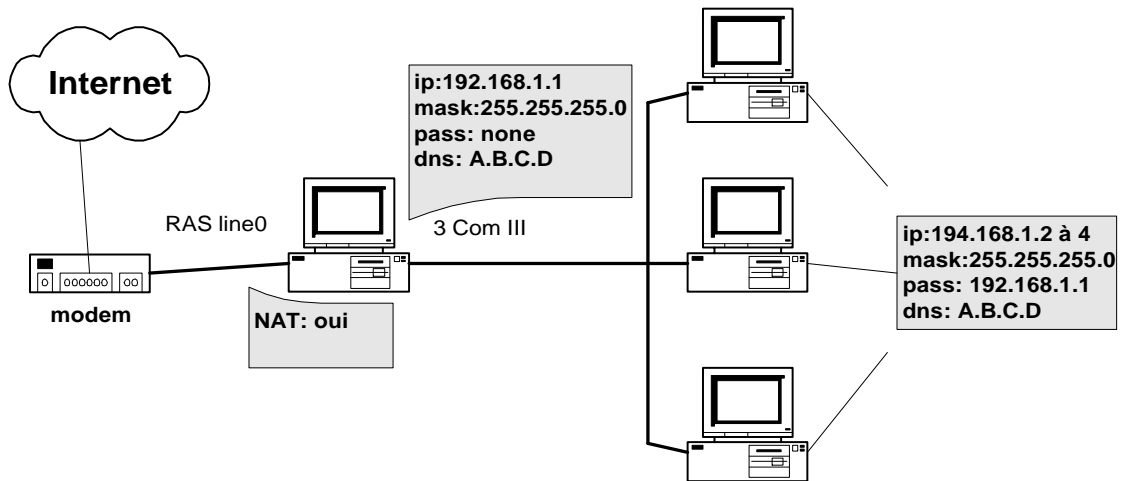 Internet
ip:192.168.1.1
mask:255.255.255.0
pass: none
dns: A.B.C.D
RAS line0
3 Com III
modem
NAT: oui
ip:194.168.1.2 à 4
mask:255.255.255.0
pass: 192.168.1.1
dns: A.B.C.D